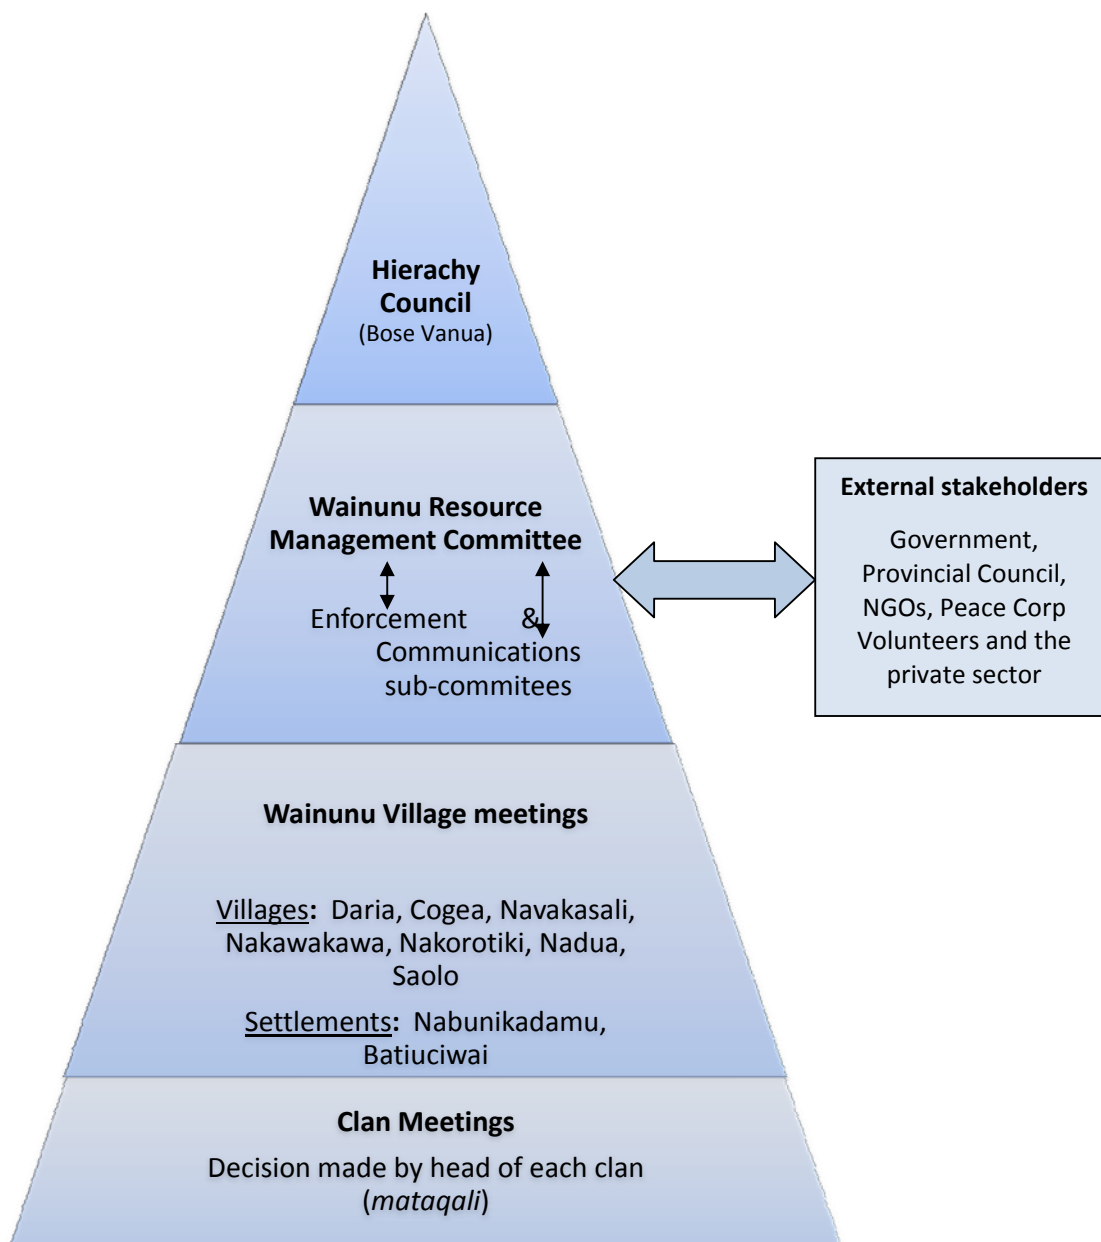 Hierachy
Council
(Bose Vanua)
Wainunu Resource
Management Committee
Enforcement &
Communications
sub-commitees
External stakeholders
Government,
Provincial Council,
NGOs, Peace Corp
Volunteers and the
private sector
Wainunu Village meetings
Villages: Daria, Cogea, Navakasali,
Nakawakawa, Nakorotiki, Nadua,
Saolo
Settlements: Nabunikadamu,
Batiuciwai
Clan Meetings
Decision made by head of each clan
(mataqali)